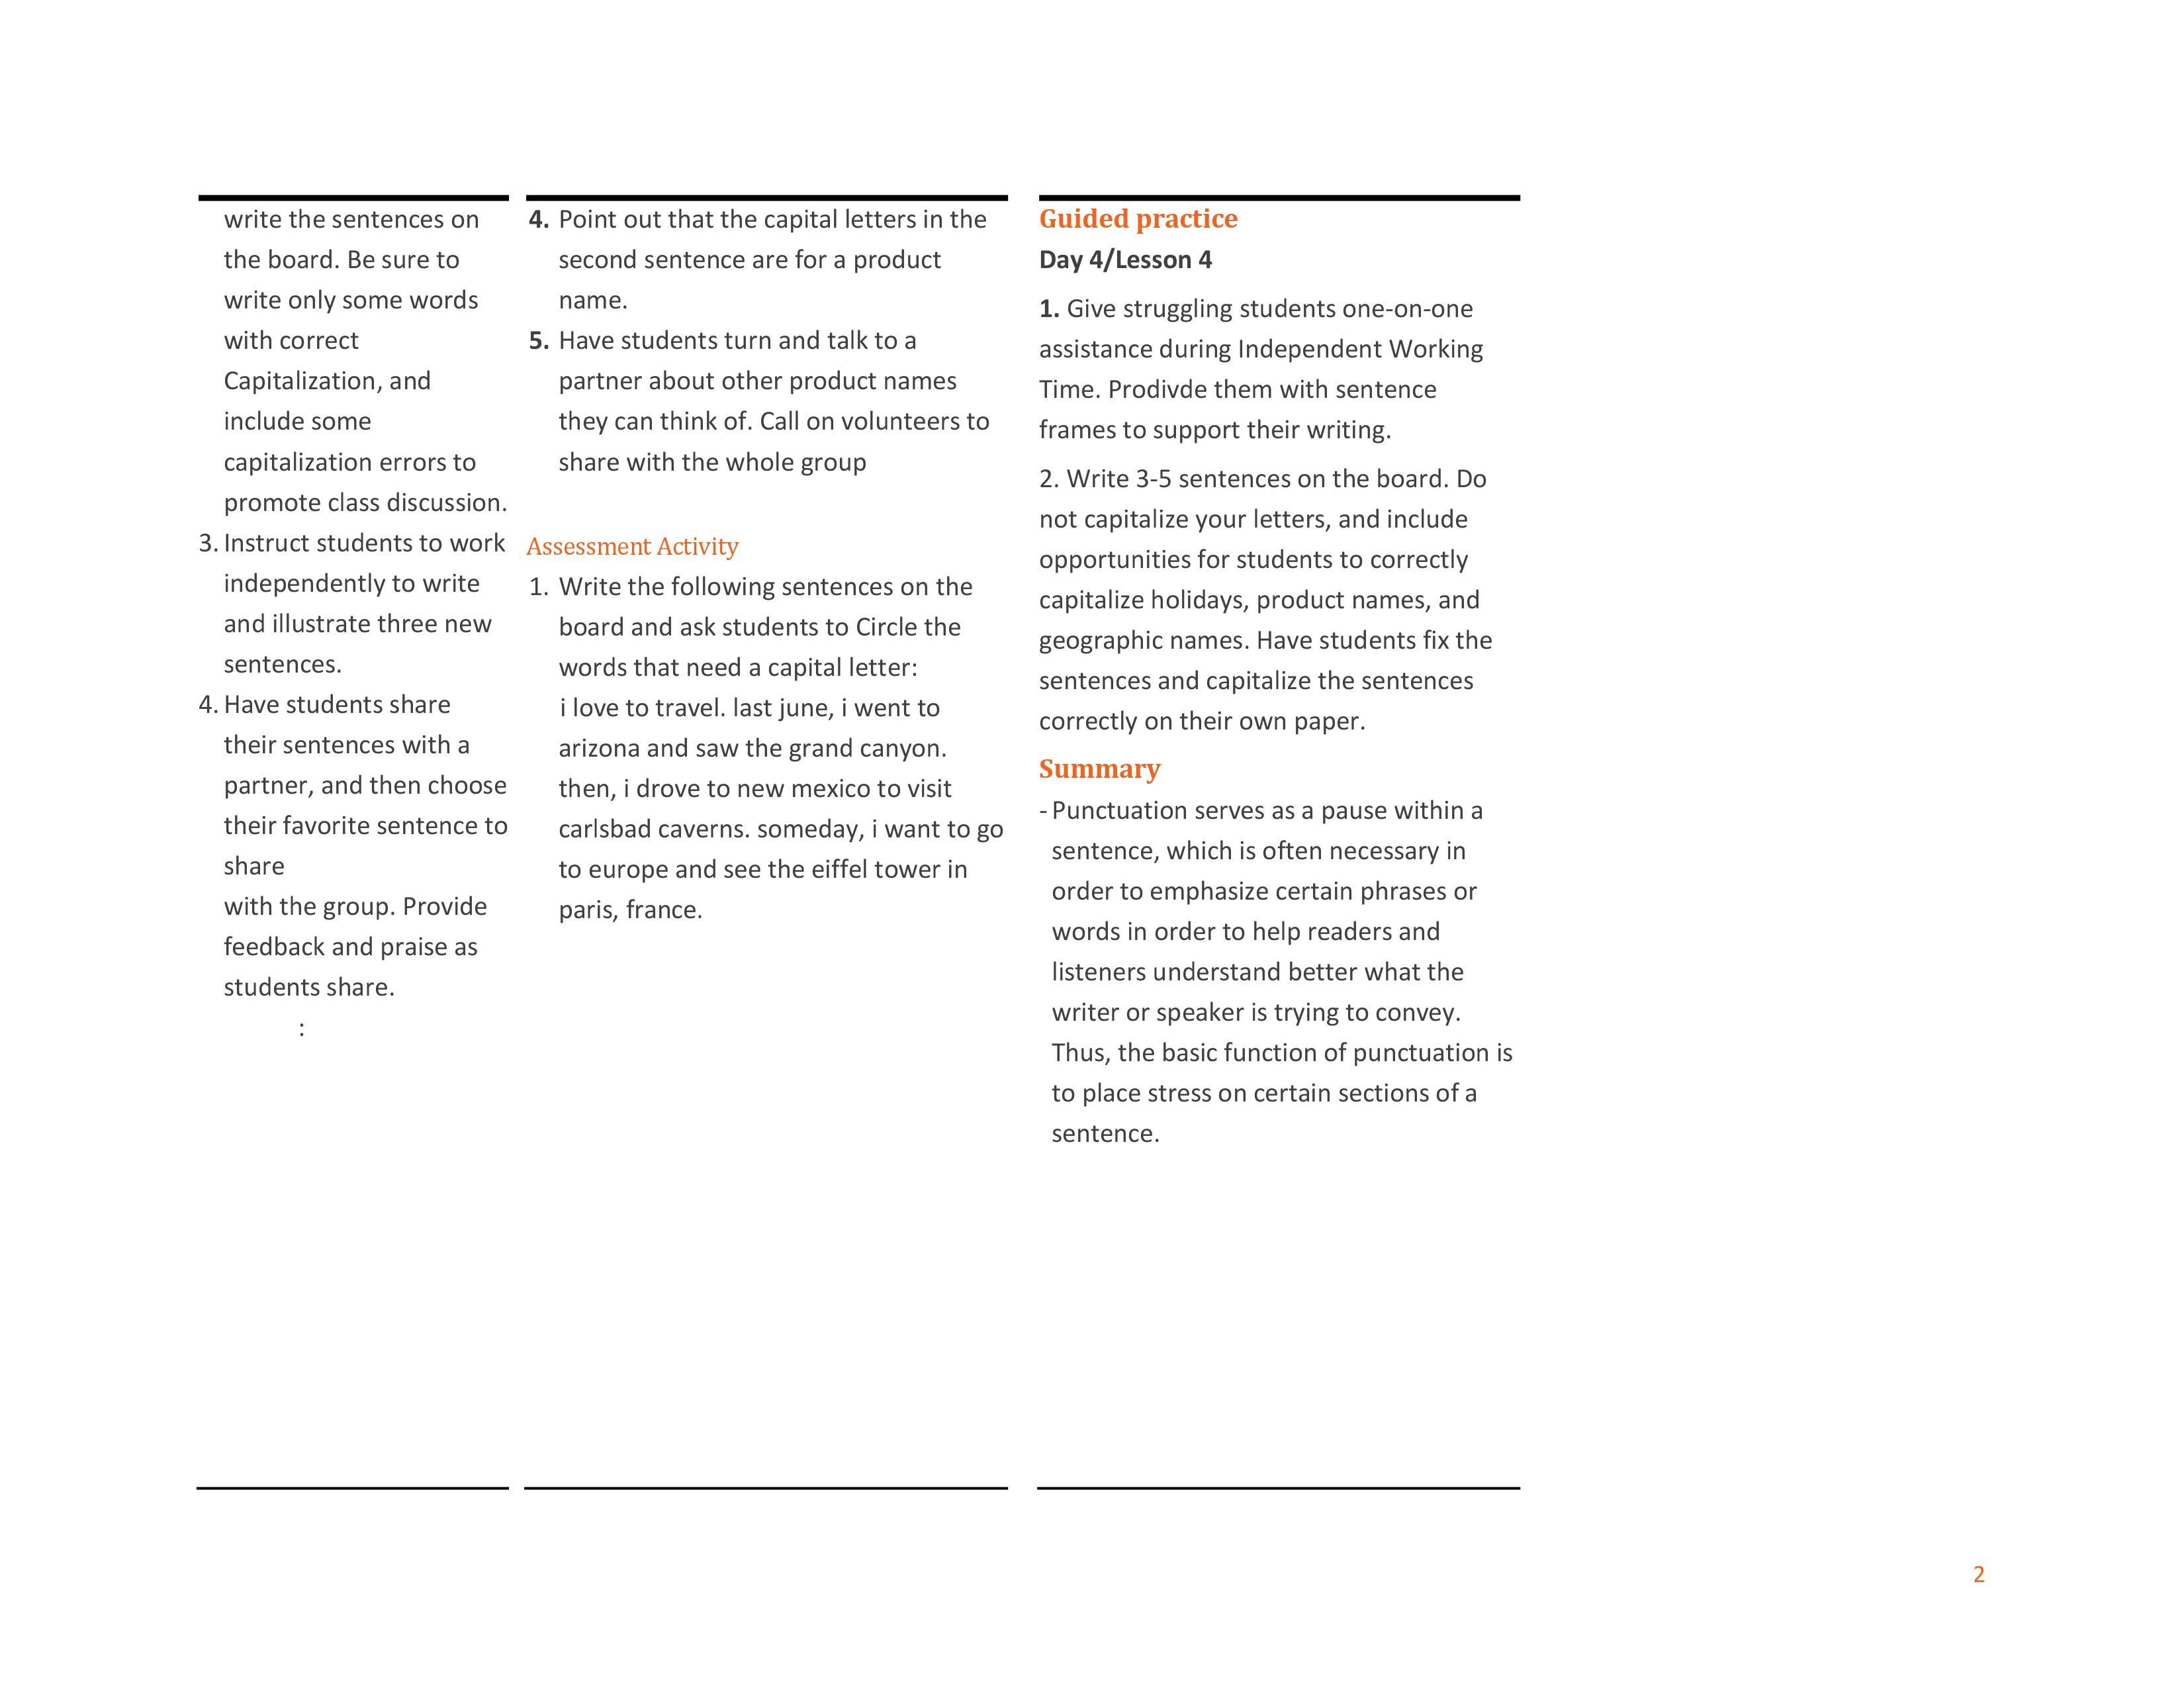 write the sentences on
the board. Be sure to
write only some words
with correct
Capitalization, and
include some
capitalization errors to
promote class discussion.
3. Instruct students to work
independently to write
and illustrate three new
sentences.
4. Have students share
their sentences with a
partner, and then choose
their favorite sentence to
share
with the group. Provide
feedback and praise as
students share.
:
4. Point out that the capital letters in the
second sentence are for a product
name.
5. Have students turn and talk to a
partner about other product names
they can think of. Call on volunteers to
share with the whole group
Assessment Activity
1. Write the following sentences on the
board and ask students to Circle the
words that need a capital letter:
i love to travel. last june, i went to
arizona and saw the grand canyon.
then, i drove to new mexico to visit
carlsbad caverns. someday, i want to go
to europe and see the eiffel tower in
paris, france.
Guided practice
Day 4/Lesson 4
1. Give struggling students one-on-one
assistance during Independent Working
Time. Prodivde them with sentence
frames to support their writing.
2. Write 3-5 sentences on the board. Do
not capitalize your letters, and include
opportunities for students to correctly
capitalize holidays, product names, and
geographic names. Have students fix the
sentences and capitalize the sentences
correctly on their own paper.
Summary
- Punctuation serves as a pause within a
sentence, which is often necessary in
order to emphasize certain phrases or
words in order to help readers and
listeners understand better what the
writer or speaker is trying to convey.
Thus, the basic function of punctuation is
to place stress on certain sections of a
sentence.
2